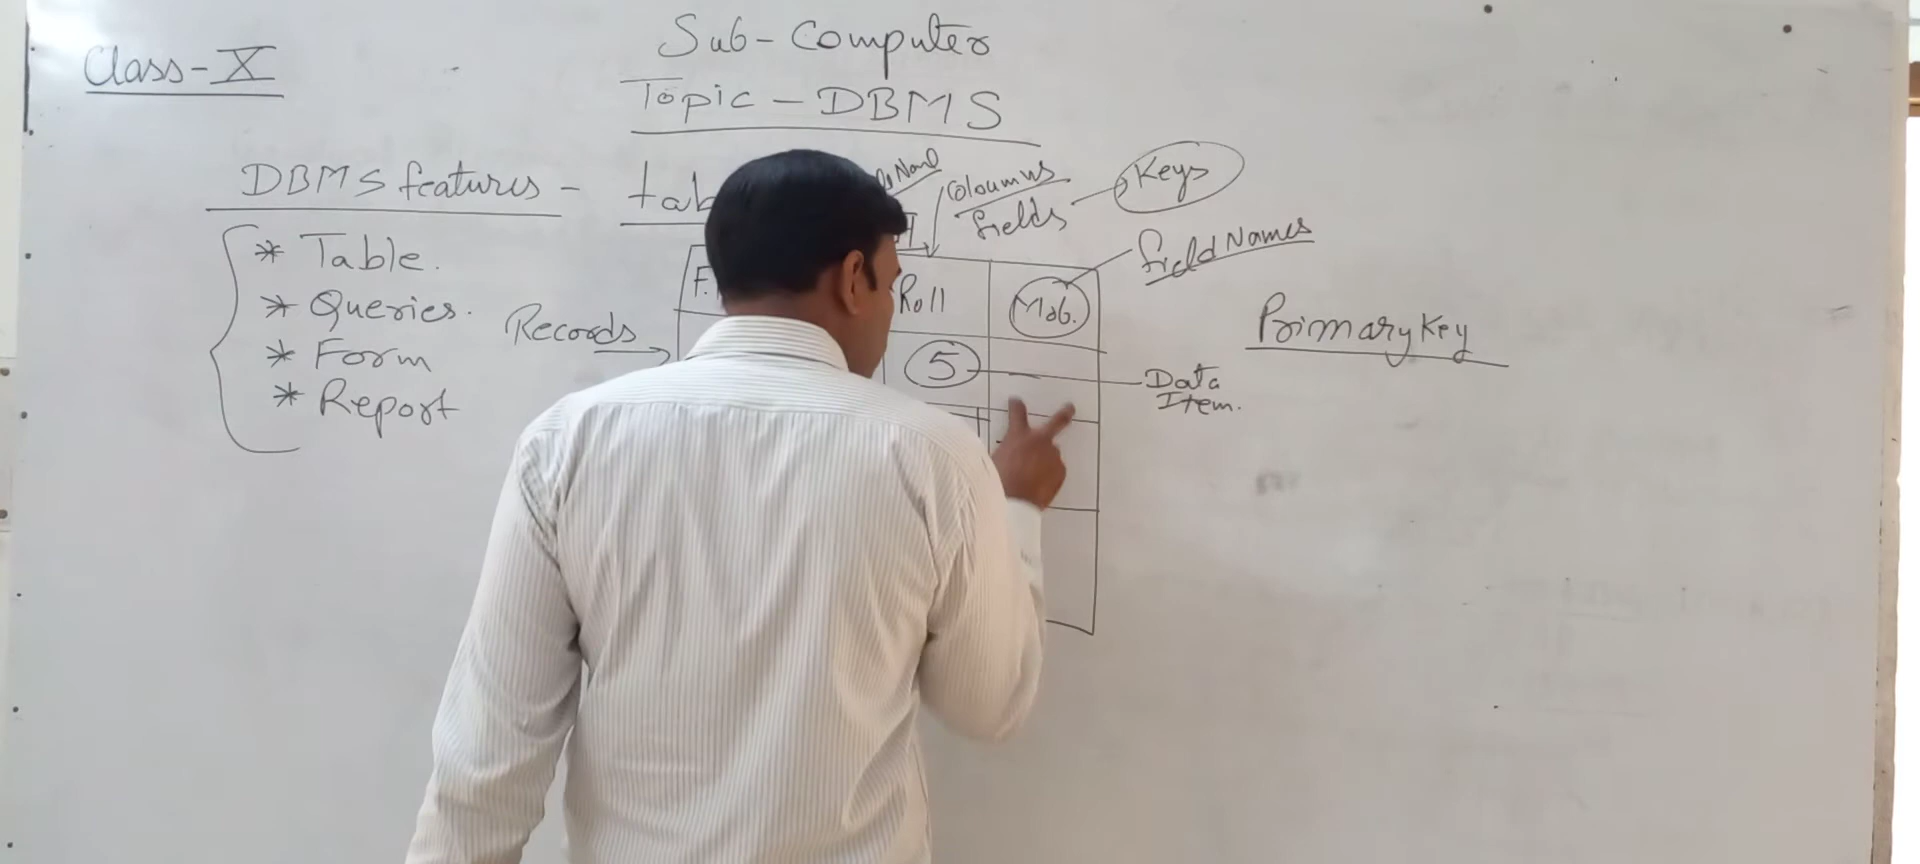 Class-X
Sub-Computer
Topic-DBMS
DBMS features -
* Table.
* Queries.
* Form
* Report
Coloumns
fields
Keys
Field Names
Records
Roll
Mob.
5
Data
Item.
Primary Key